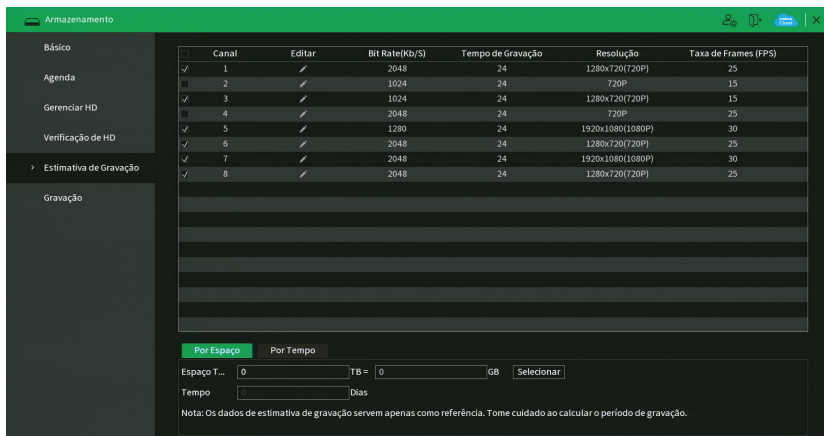 Armazenamento
Cloud
Básico
Agenda
Gerenciar HD
Verificação de HD
Estimativa de Gravação
Gravação
Canal Editar Bit Rate(Kb/S) Tempo de Gravação Resolução Taxa de Frames (FPS)
1 2048 24 1280x720(720P) 25
2 1024 24 720P 15
3 1024 24 1280x720(720P) 15
4 2048 24 720P 25
5 1280 24 1920x1080(1080P) 30
6 2048 24 1280x720(720P) 25
7 2048 24 1920x1080(1080P) 30
8 2048 24 1280x720(720P) 25
Por Espaço Por Tempo
Espaço T... 0 TB = 0 GB Selecionar
Tempo 0 Dias
Nota: Os dados de estimativa de gravação servem apenas como referência. Tome cuidado ao calcular o período de gravação.